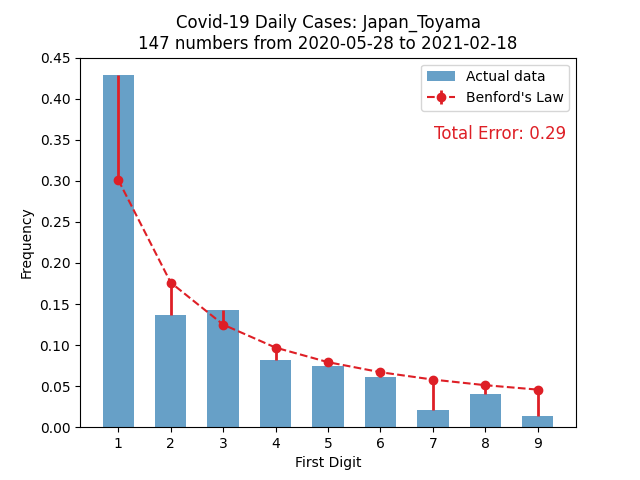 Covid-19 Daily Cases: Japan_Toyama
147 numbers from 2020-05-28 to 2021-02-18
Actual data
Benford's Law
Total Error: 0.29
Frequency
0.45
0.40
0.35
0.30
0.25
0.20
0.15
0.10
0.05
0.00
1 2 3 4 5 6 7 8 9
First Digit